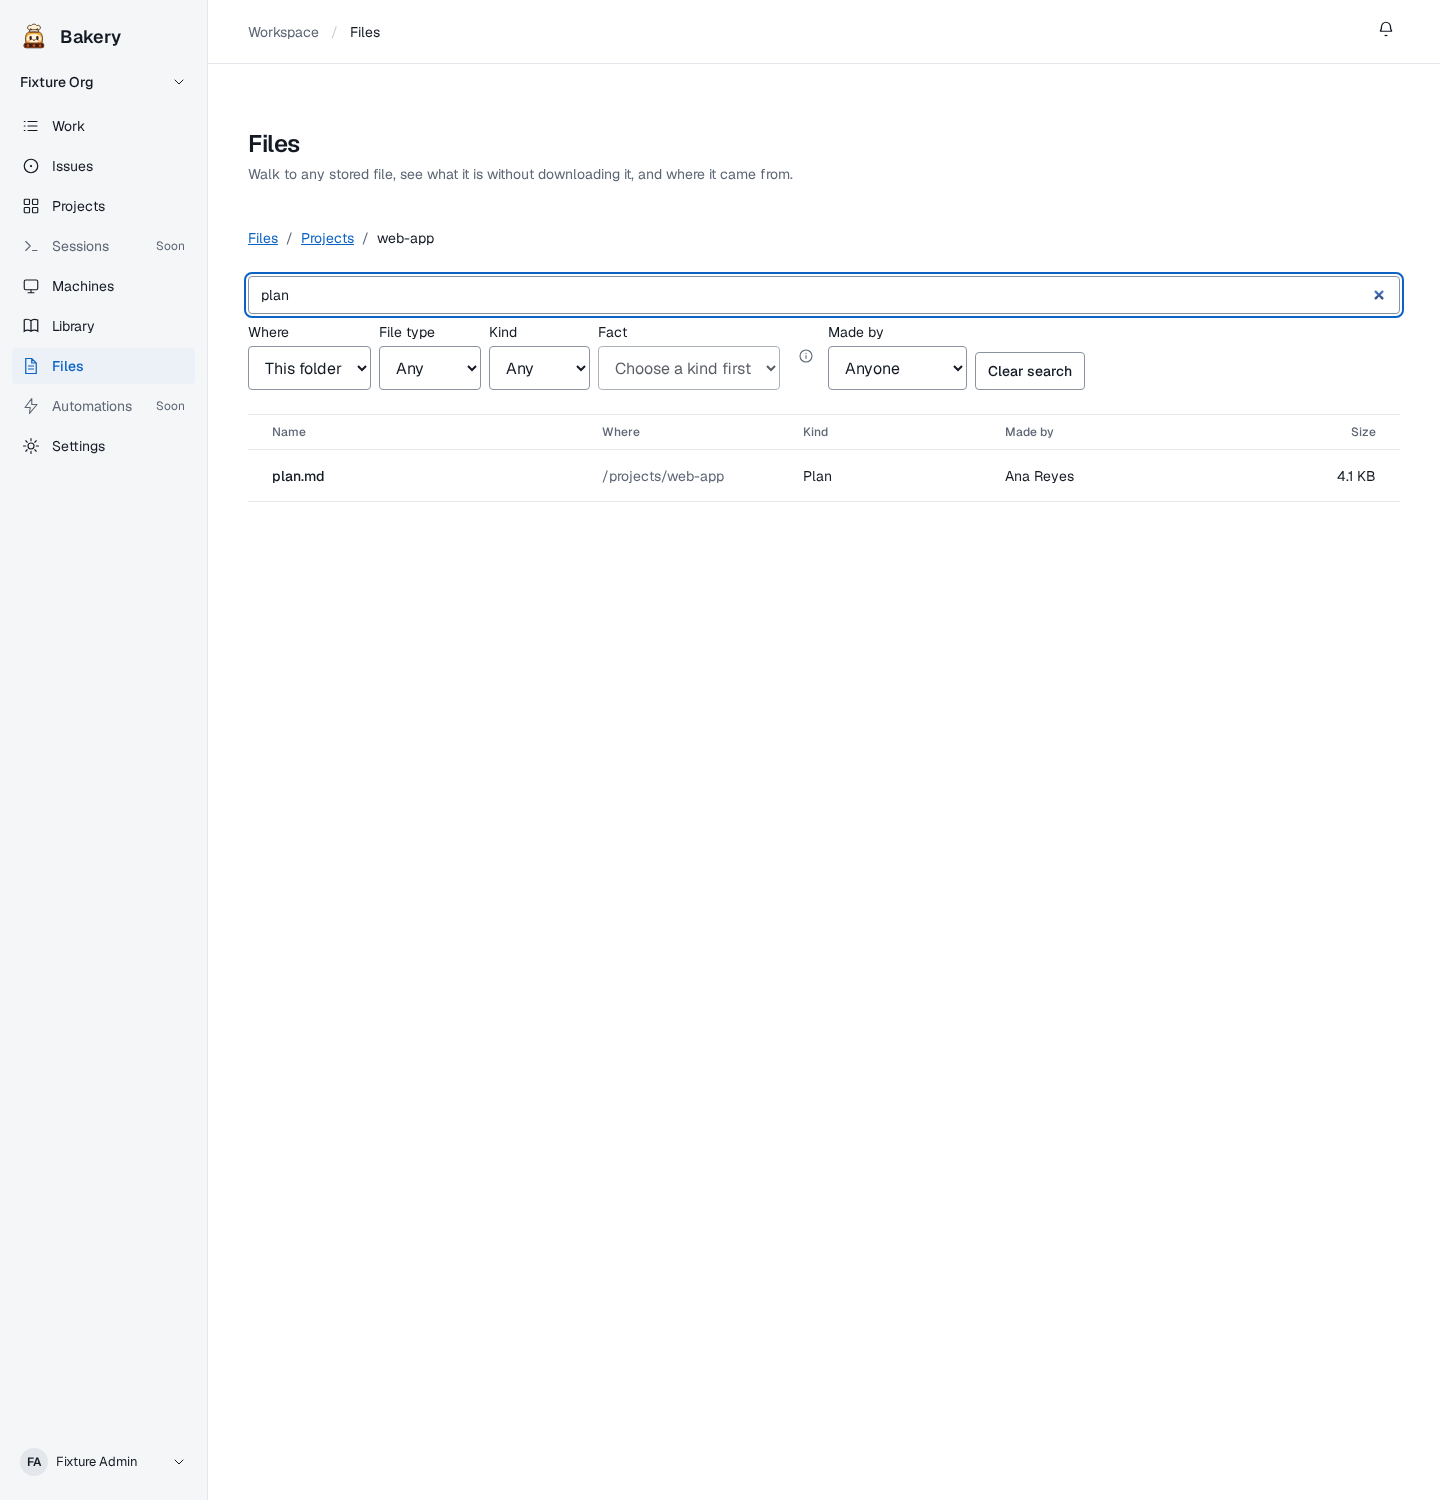 Bakery
Workspace / Files
Fixture Org
Work
Issues
Projects
Sessions Soon
Machines
Library
Files
Automations Soon
Settings
Files
Walk to any stored file, see what it is without downloading it, and where it came from.
Files / Projects / web-app
plan
Where File type Kind Fact Made by
This folder Any Any Choose a kind first Anyone Clear search
Name Where Kind Made by Size
plan.md /projects/web-app Plan Ana Reyes 4.1 KB
FA Fixture Admin